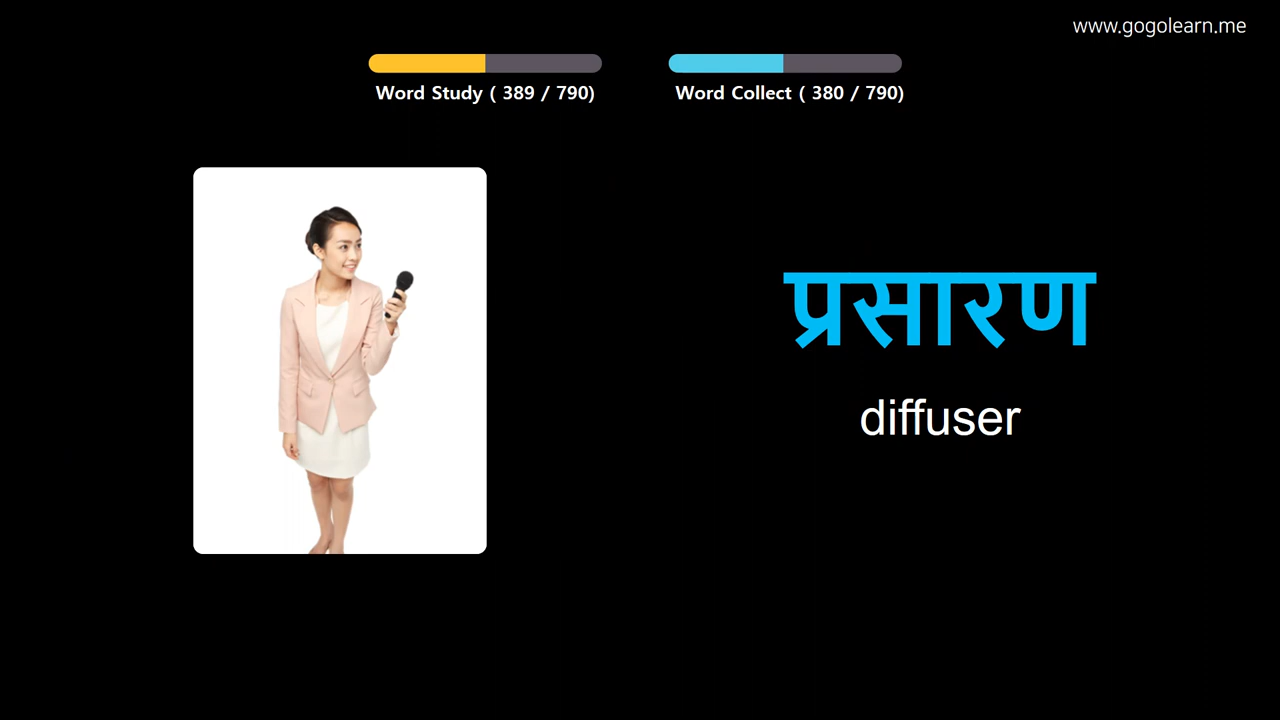 www.gogolearn.me
Word Study ( 389 / 790)
Word Collect ( 380 / 790)
प्रसारण
diffuser